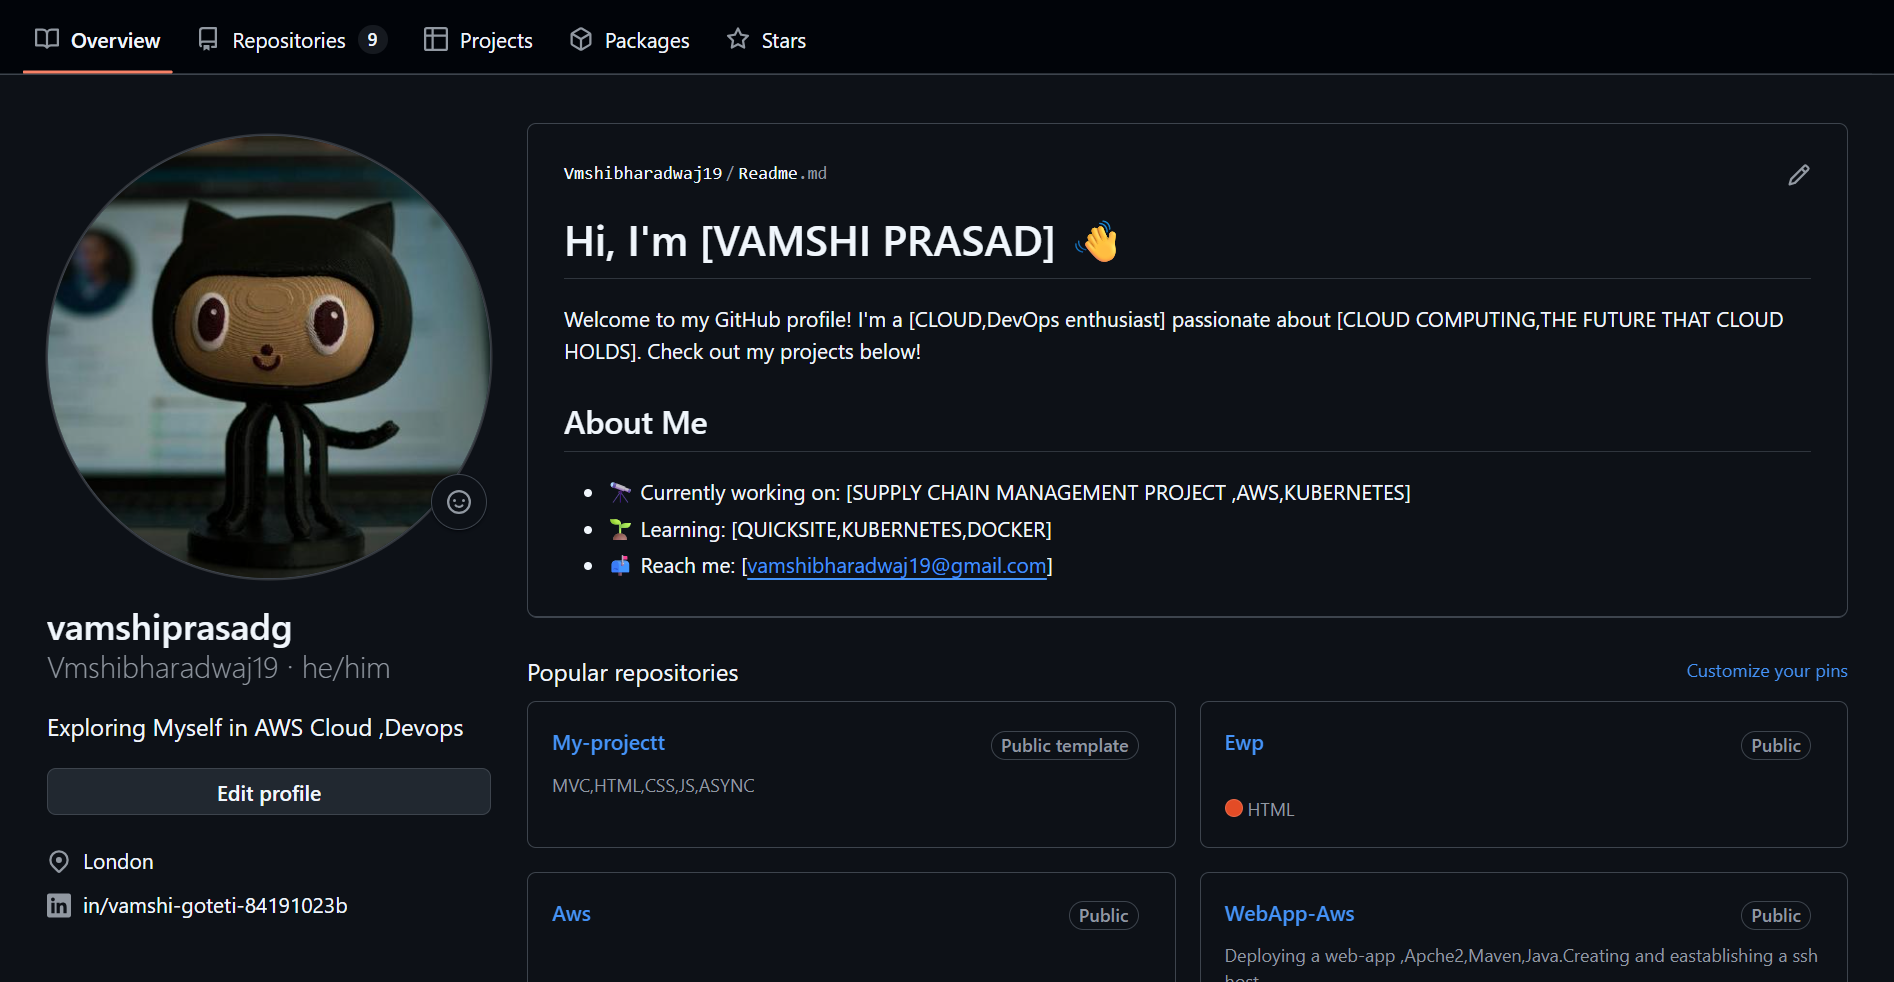 Overview Repositories 9 Projects Packages Stars
Vmshibharadwaj19/Readme.md
Hi, I'm [VAMSHI PRASAD] 👋
Welcome to my GitHub profile! I'm a [CLOUD,DevOps enthusiast] passionate about [CLOUD COMPUTING,THE FUTURE THAT CLOUD
HOLDS]. Check out my projects below!
About Me
• 🔭 Currently working on: [SUPPLY CHAIN MANAGEMENT PROJECT ,AWS,KUBERNETES]
• 🌱 Learning: [QUICKSITE,KUBERNETES,DOCKER]
• 📫 Reach me: [vamshibharadwaj19@gmail.com]
vamshiprasadg
Vmshibharadwaj19 · he/him
Exploring Myself in AWS Cloud ,Devops
Edit profile
London
in/vamshi-goteti-84191023b
Popular repositories
Customize your pins
My-projectt
Public template
MVC,HTML,CSS,JS,ASYNC
Ewp
Public
HTML
Aws
Public
WebApp-Aws
Public
Deploying a web-app ,Apche2,Maven,Java.Creating and eastablishing a ssh
host